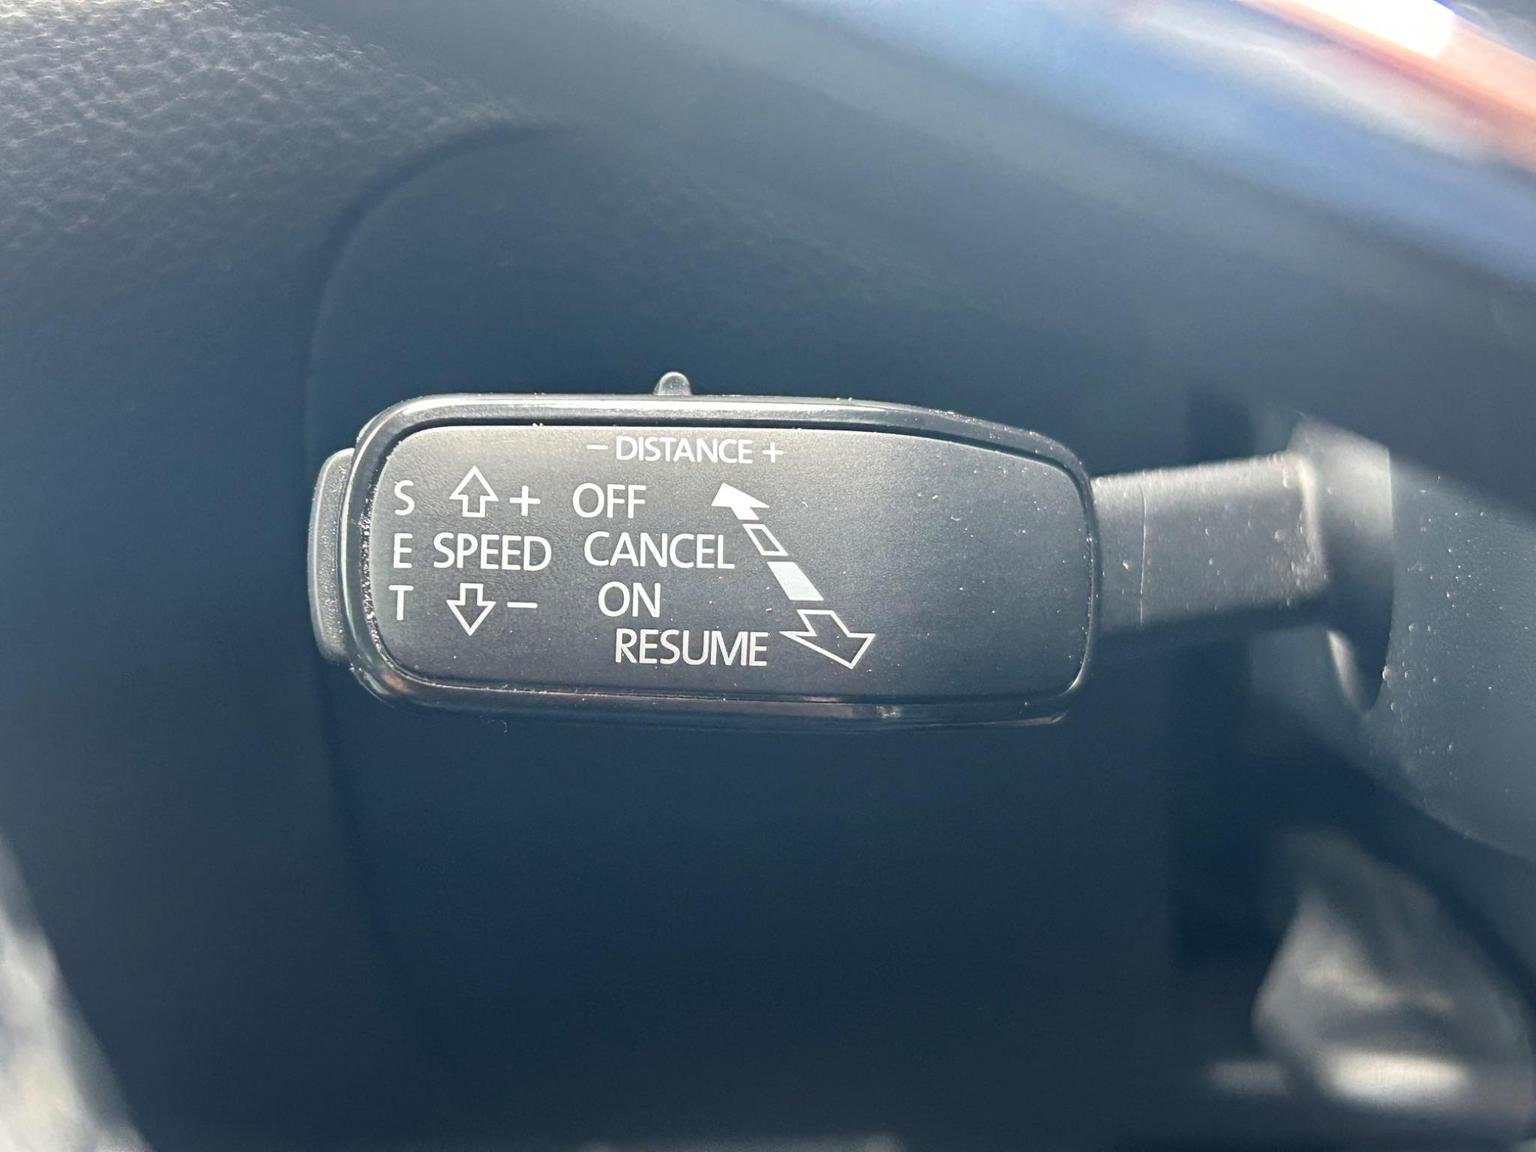 – DISTANCE +
S + OFF
E SPEED CANCEL
T – ON
RESUME